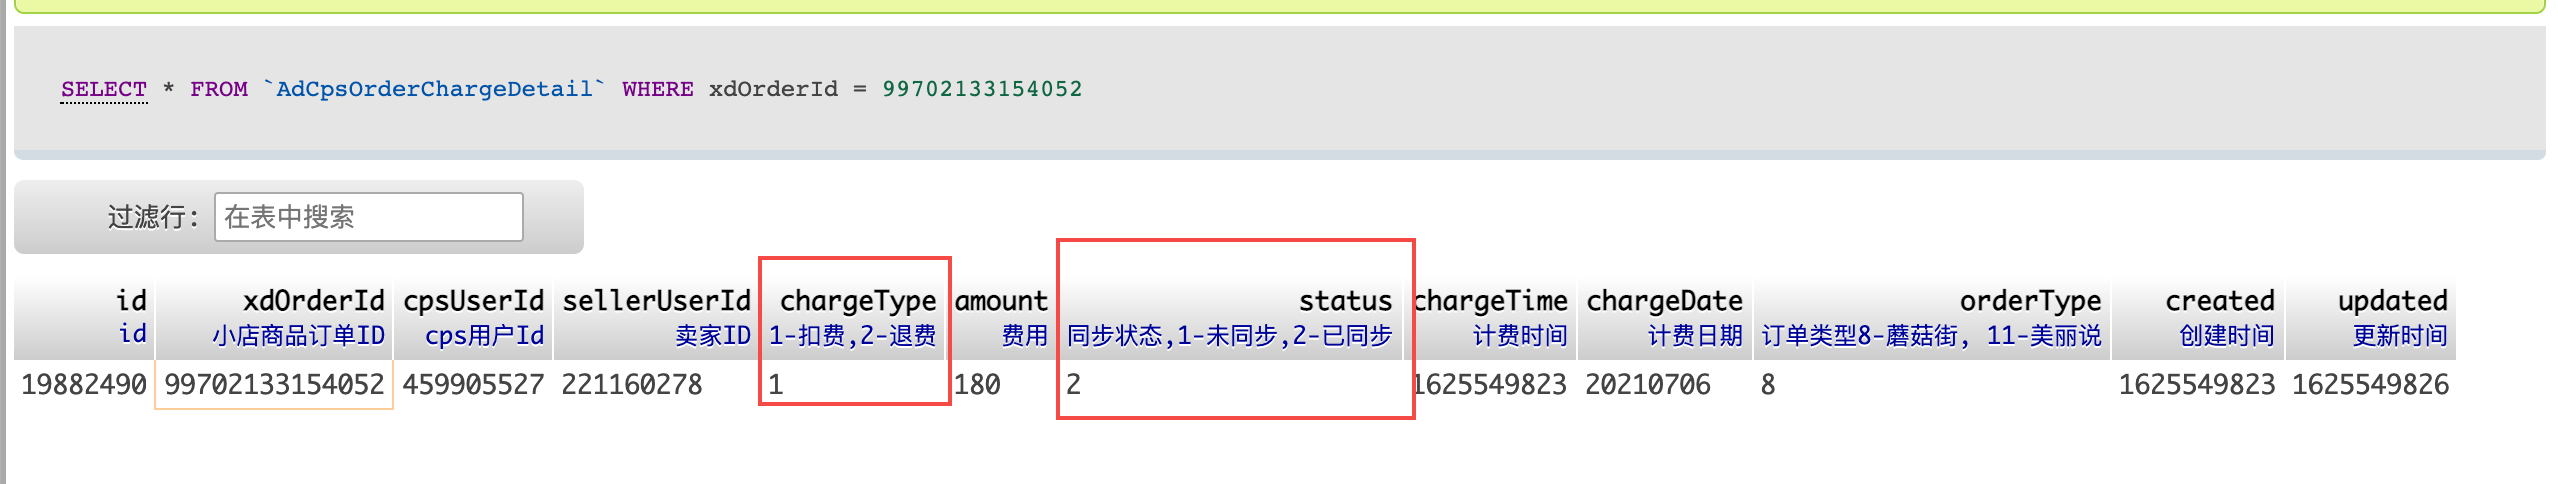 SELECT * FROM `AdCpsOrderChargeDetail` WHERE xdOrderId = 99702133154052
过滤行: 在表中搜索
id xdOrderId cpsUserId sellerUserId chargeType amount status chargeTime chargeDate orderType created updated
id 小店商品订单ID cps用户Id 卖家ID 1-扣费,2-退费 费用 同步状态,1-未同步,2-已同步 计费时间 计费日期 订单类型8-蘑菇街, 11-美丽说 创建时间 更新时间
19882490 99702133154052 459905527 221160278 1 180 2 1625549823 20210706 8 1625549823 1625549826